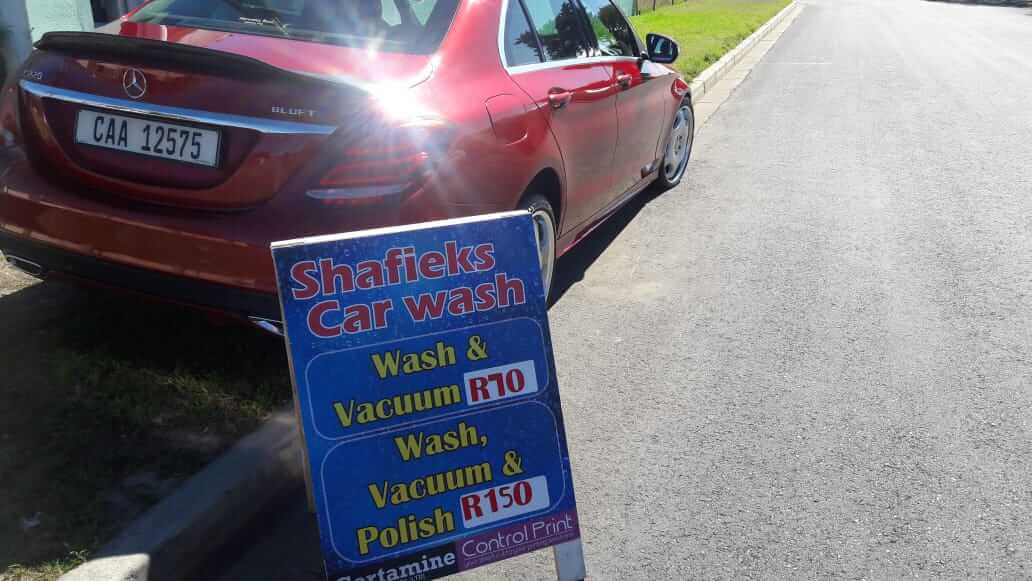 BLUFT
CAA 12575
Shafieks
Car wash
Wash &
Vacuum R70
Wash,
Vacuum &
Polish R150
Control Print